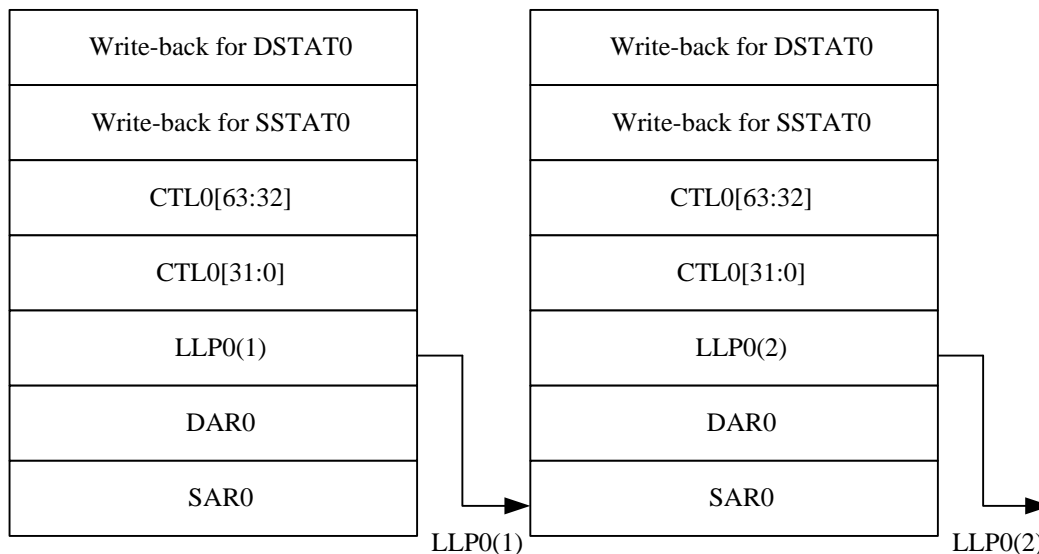 Write-back for DSTAT0
Write-back for SSTAT0
CTL0[63:32]
CTL0[31:0]
LLP0(1)
DAR0
SAR0
LLP0(1)
Write-back for DSTAT0
Write-back for SSTAT0
CTL0[63:32]
CTL0[31:0]
LLP0(2)
DAR0
SAR0
LLP0(2)